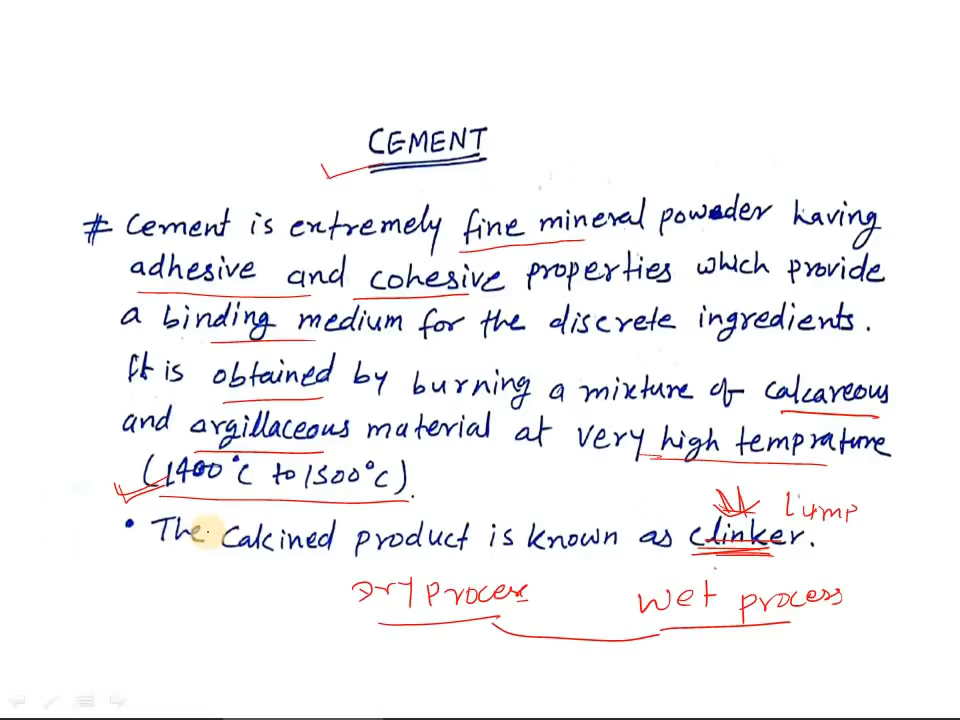 CEMENT
# Cement is extremely fine mineral powder having
adhesive and cohesive properties which provide
a binding medium for the discrete ingredients.
It is obtained by burning a mixture of calcareous
and argillaceous material at very high temprature
(1400°C to 1500°C).
lump
• The calcined product is known as clinker.
Dry process wet process